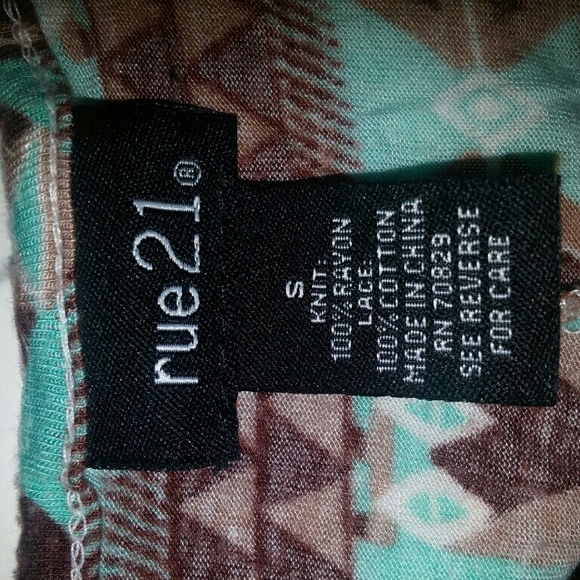 rue21®
S
KNIT:
100% RAYON
LACE
100% COTTON
MADE IN CHINA
RN 70829
SEE REVERSE
FOR CARE